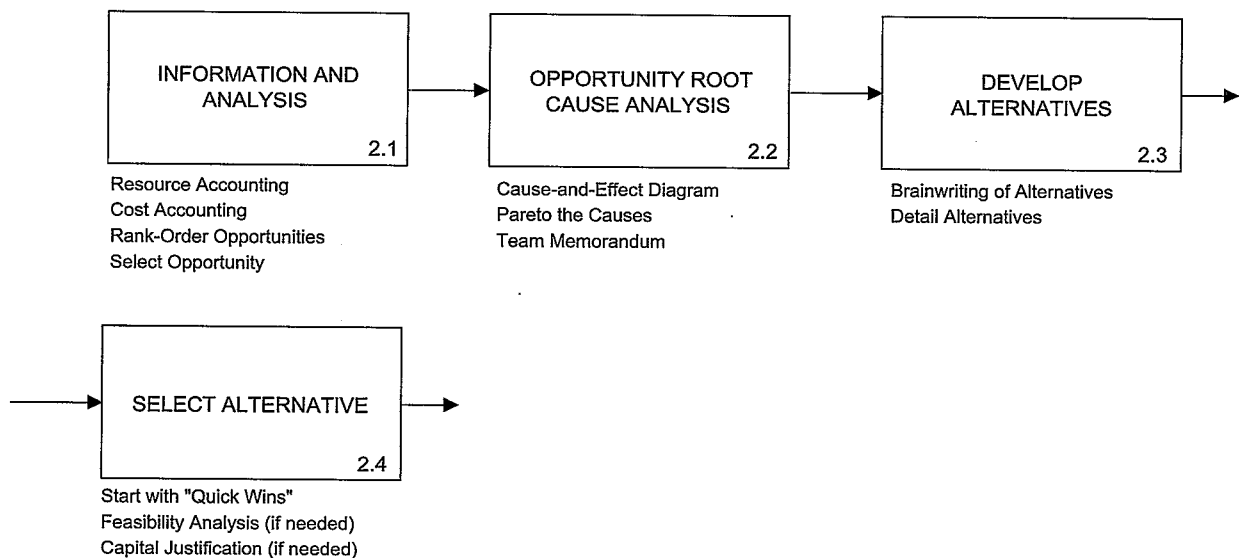 INFORMATION AND
ANALYSIS
2.1
Resource Accounting
Cost Accounting
Rank-Order Opportunities
Select Opportunity
OPPORTUNITY ROOT
CAUSE ANALYSIS
2.2
Cause-and-Effect Diagram
Pareto the Causes
Team Memorandum
DEVELOP
ALTERNATIVES
2.3
Brainwriting of Alternatives
Detail Alternatives
SELECT ALTERNATIVE
2.4
Start with "Quick Wins"
Feasibility Analysis (if needed)
Capital Justification (if needed)